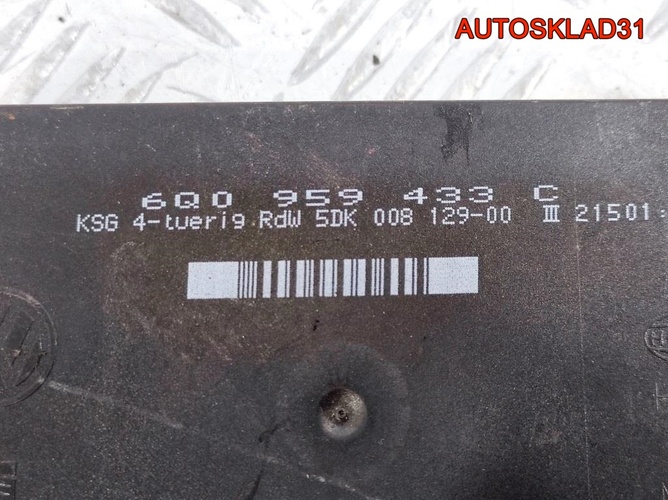 AUTOSKLAD31
6Q0 959 433 C
KSG 4-tuerig RdW 5DK 008 129-00 III 21501